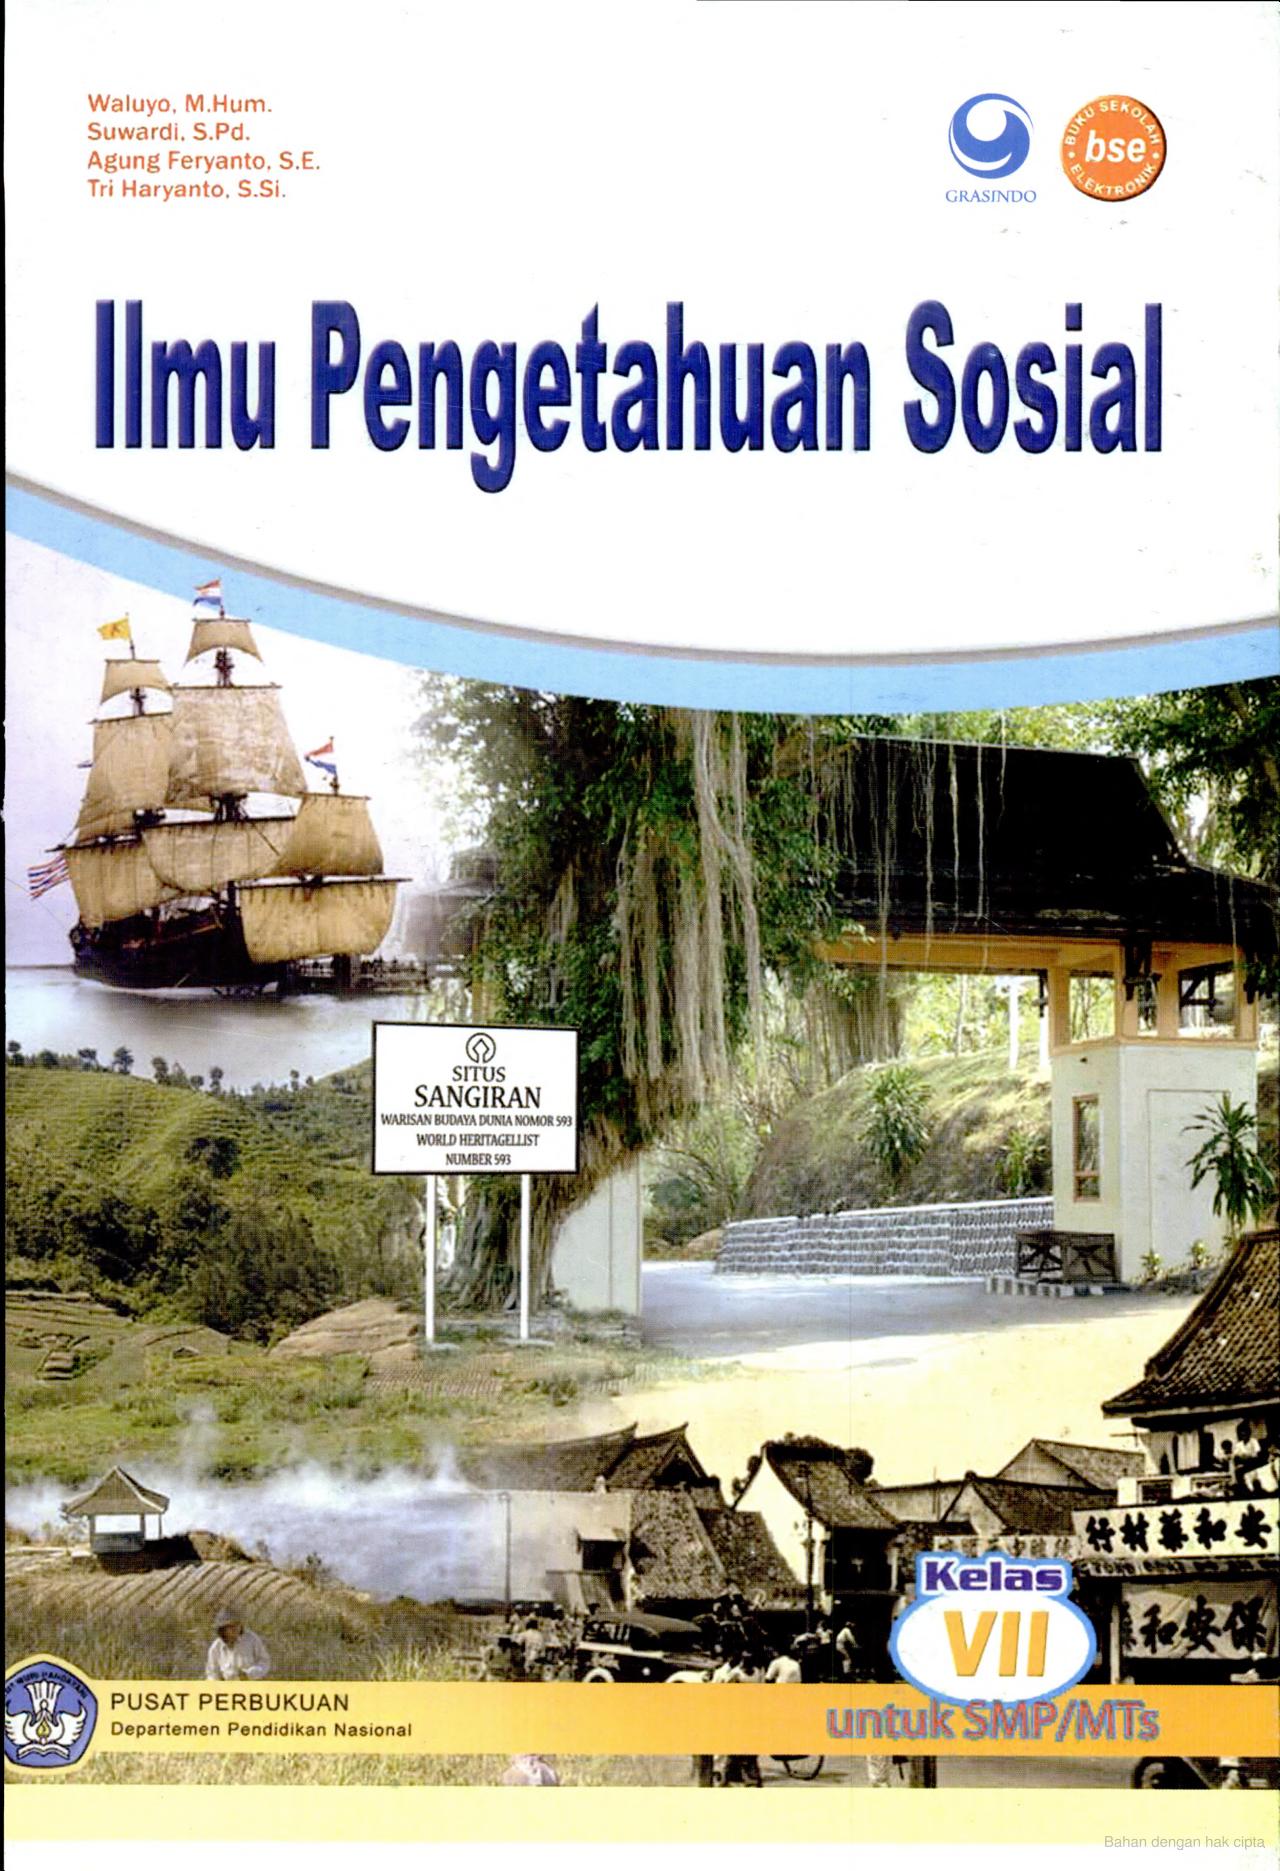 Waluyo, M.Hum.
Suwardi, S.Pd.
Agung Feryanto, S.E.
Tri Haryanto, S.Si.
GRASINDO
BUKU SEKOLAH
bse
ELEKTRONIK
Ilmu Pengetahuan Sosial
SITUS
SANGIRAN
WARISAN BUDAYA DUNIA NOMOR 593
WORLD HERITAGELLIST
NUMBER 593
行材藥和安
和安保
Kelas
VII
untuk SMP/MTs
PUSAT PERBUKUAN
Departemen Pendidikan Nasional
Bahan dengan hak cipta